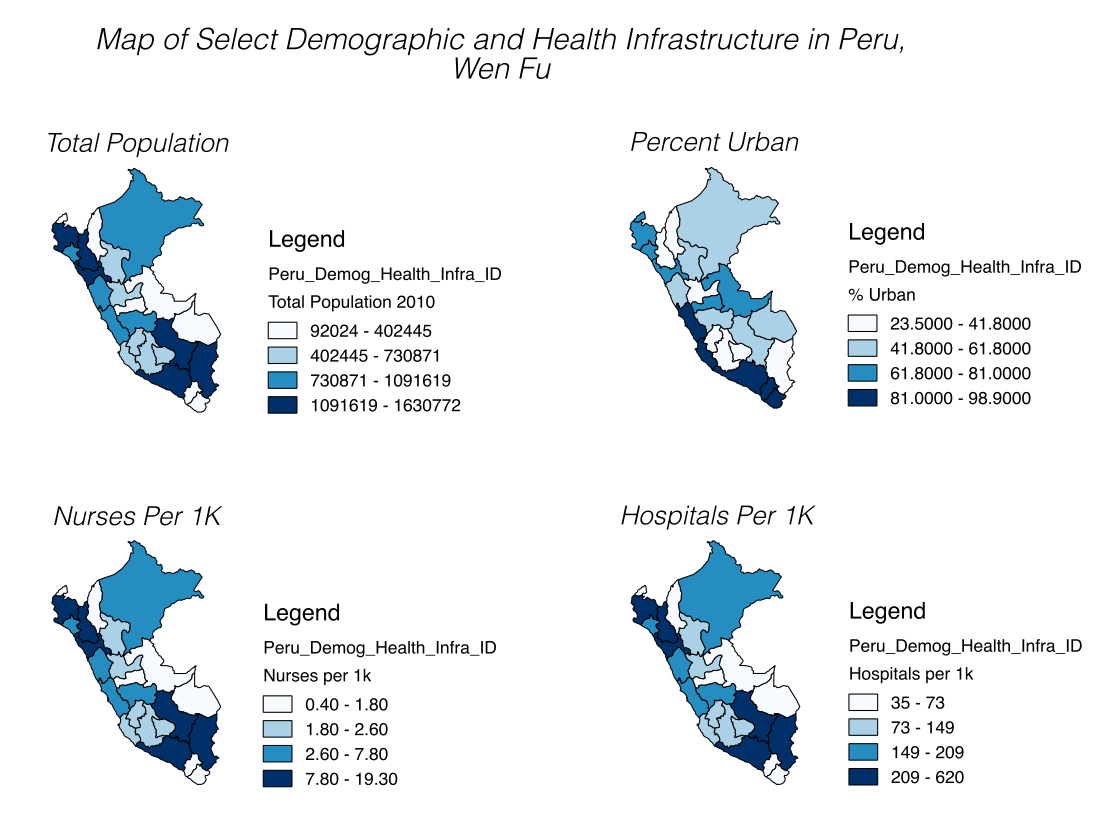 Map of Select Demographic and Health Infrastructure in Peru,
Wen Fu
Total Population
Legend
Peru_Demog_Health_Infra_ID
Total Population 2010
92024 - 402445
402445 - 730871
730871 - 1091619
1091619 - 1630772
Percent Urban
Legend
Peru_Demog_Health_Infra_ID
% Urban
23.5000 - 41.8000
41.8000 - 61.8000
61.8000 - 81.0000
81.0000 - 98.9000
Nurses Per 1K
Legend
Peru_Demog_Health_Infra_ID
Nurses per 1k
0.40 - 1.80
1.80 - 2.60
2.60 - 7.80
7.80 - 19.30
Hospitals Per 1K
Legend
Peru_Demog_Health_Infra_ID
Hospitals per 1k
35 - 73
73 - 149
149 - 209
209 - 620